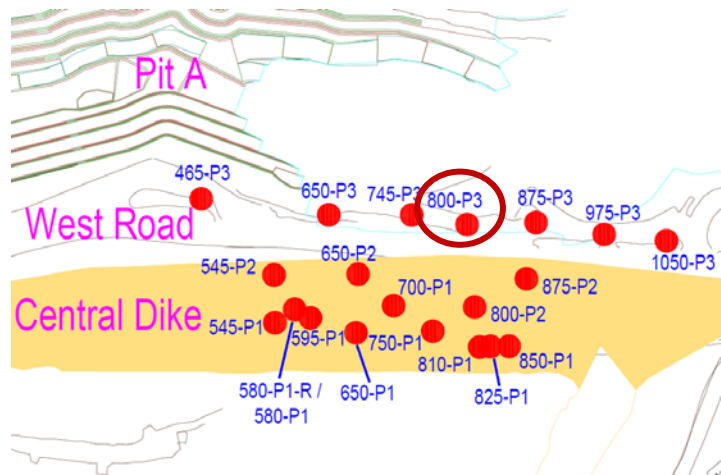 Pit A
465-P3
650-P3
745-P3
800-P3
875-P3
975-P3
1050-P3
West Road
545-P2
650-P2
875-P2
700-P1
800-P2
Central Dike
545-P1
595-P1
750-P1
810-P1
850-P1
580-P1-R /
580-P1
650-P1
825-P1